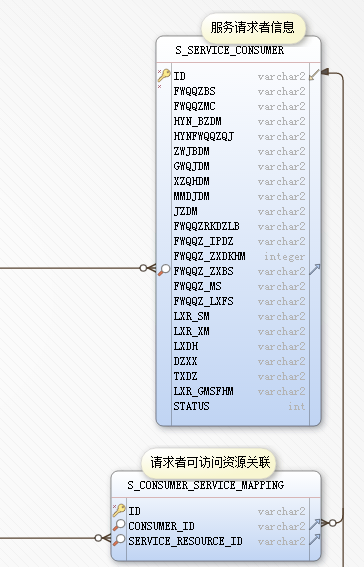 服务请求者信息
S_SERVICE_CONSUMER
ID varchar2
FWQQZBS varchar2
FWQQZMC varchar2
HYN_BZDM varchar2
HYNFWQQZQJ varchar2
ZWJBDM varchar2
GWQJDM varchar2
XZQHDM varchar2
MMDJDM varchar2
JZDM varchar2
FWQQZRKDZLB varchar2
FWQQZ_IPDZ varchar2
FWQQZ_ZXDKHM integer
FWQQZ_ZXBS varchar2
FWQQZ_MS varchar2
FWQQZ_LXFS varchar2
LXR_SM varchar2
LXR_XM varchar2
LXDH varchar2
DZXX varchar2
TXDZ varchar2
LXR_GMSFHM varchar2
STATUS int
请求者可访问资源关联
S_CONSUMER_SERVICE_MAPPING
ID varchar2
CONSUMER_ID varchar2
SERVICE_RESOURCE_ID varchar2